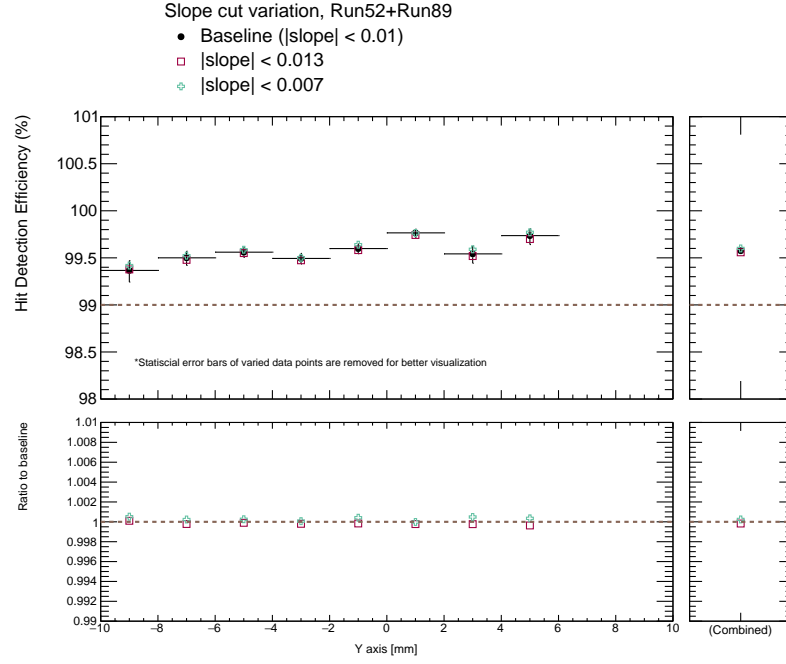 Slope cut variation, Run52+Run89
Baseline (|slope| < 0.01)
|slope| < 0.013
|slope| < 0.007
Hit Detection Efficiency (%)
101
100.5
100
99.5
99
98.5
98
*Statiscial error bars of varied data points are removed for better visualization
Ratio to baseline
1.01
1.008
1.006
1.004
1.002
1
0.998
0.996
0.994
0.992
0.99
−10 −8 −6 −4 −2 0 2 4 6 8 10
(Combined)
Y axis [mm]